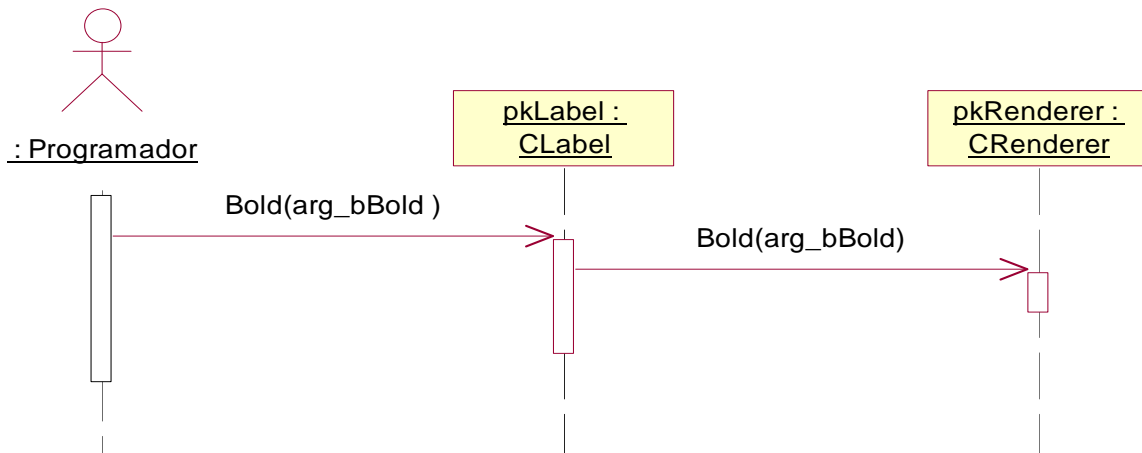 pkLabel :
CLabel
pkRenderer :
CRenderer
: Programador
Bold(arg_bBold )
Bold(arg_bBold)